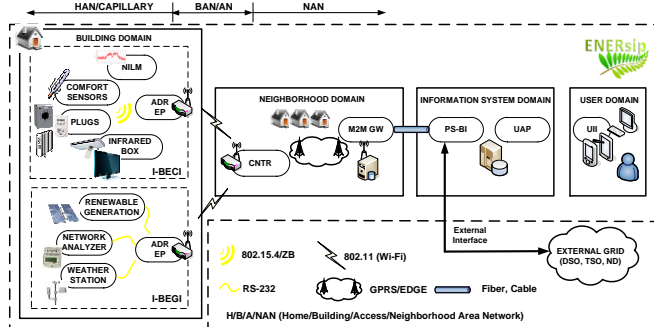 HAN/CAPILLARY
BAN/AN
NAN
BUILDING DOMAIN
NILM
COMFORT
SENSORS
ADR
EP
PLUGS
INFRARED
BOX
I-BECI
RENEWABLE
GENERATION
NETWORK
ANALYZER
ADR
EP
WEATHER
STATION
I-BEGI
NEIGHBORHOOD DOMAIN
M2M GW
CNTR
INFORMATION SYSTEM DOMAIN
PS-BI
UAP
ENERsip
USER DOMAIN
UII
External
Interface
EXTERNAL GRID
(DSO, TSO, ND)
802.15.4/ZB
802.11 (Wi-Fi)
RS-232
GPRS/EDGE
Fiber, Cable
H/B/A/NAN (Home/Building/Access/Neighborhood Area Network)